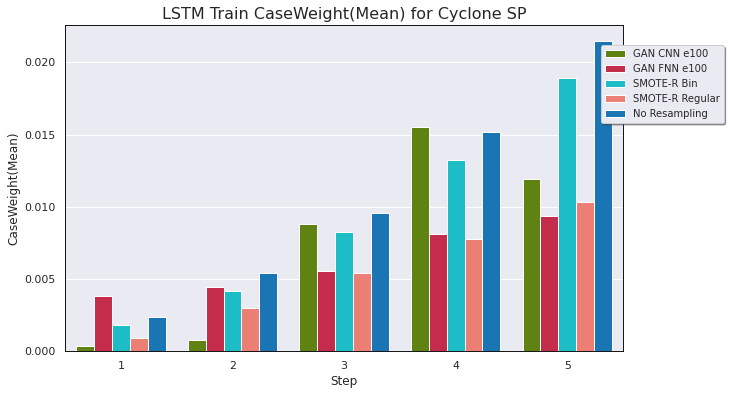 LSTM Train CaseWeight(Mean) for Cyclone SP
CaseWeight(Mean)
0.020
0.015
0.010
0.005
0.000
1 2 3 4 5
Step
GAN CNN e100
GAN FNN e100
SMOTE-R Bin
SMOTE-R Regular
No Resampling